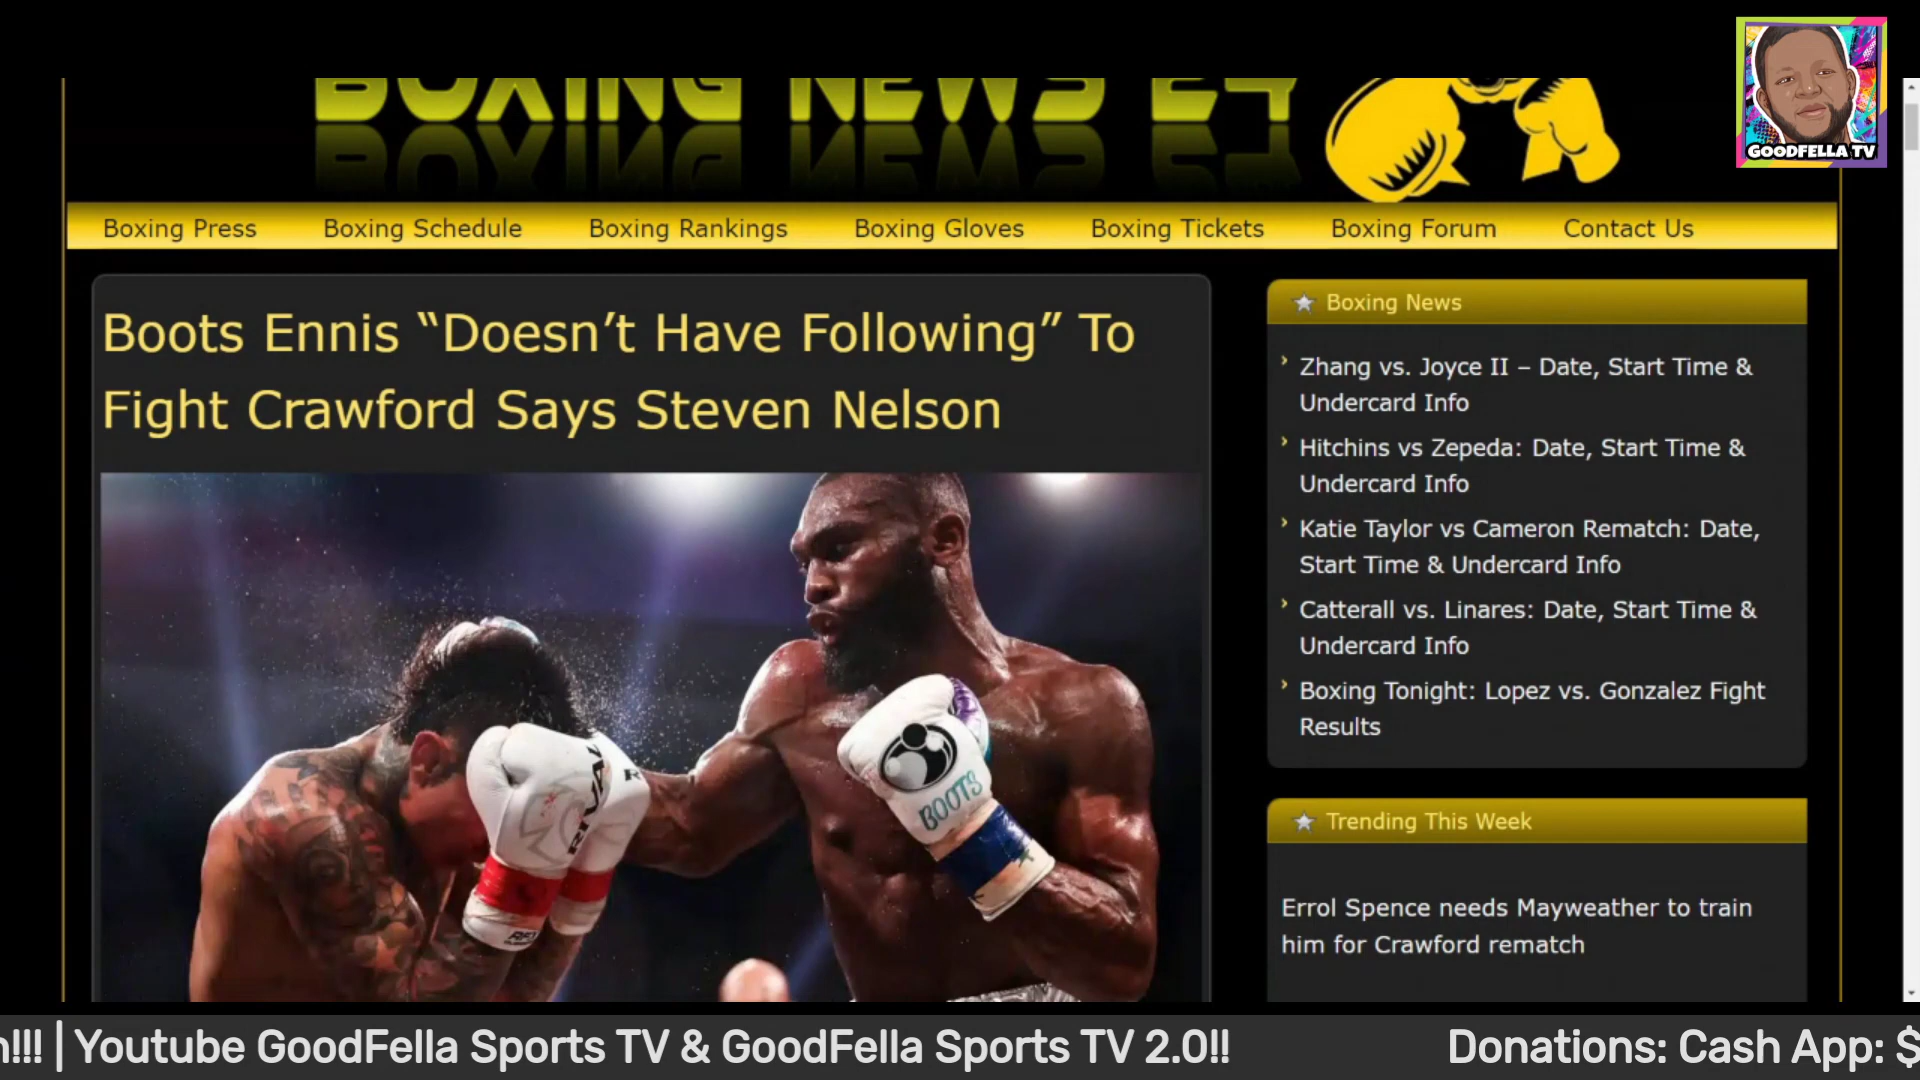 BOXING NEWS 24
GOODFELLA TV
Boxing Press Boxing Schedule Boxing Rankings Boxing Gloves Boxing Tickets Boxing Forum Contact Us
Boots Ennis “Doesn’t Have Following” To
Fight Crawford Says Steven Nelson
RIVAL
BOOTS
Boxing News
Zhang vs. Joyce II – Date, Start Time &
Undercard Info
Hitchins vs Zepeda: Date, Start Time &
Undercard Info
Katie Taylor vs Cameron Rematch: Date,
Start Time & Undercard Info
Catterall vs. Linares: Date, Start Time &
Undercard Info
Boxing Tonight: Lopez vs. Gonzalez Fight
Results
Trending This Week
Errol Spence needs Mayweather to train
him for Crawford rematch
!!! | Youtube GoodFella Sports TV & GoodFella Sports TV 2.0!! Donations: Cash App: $